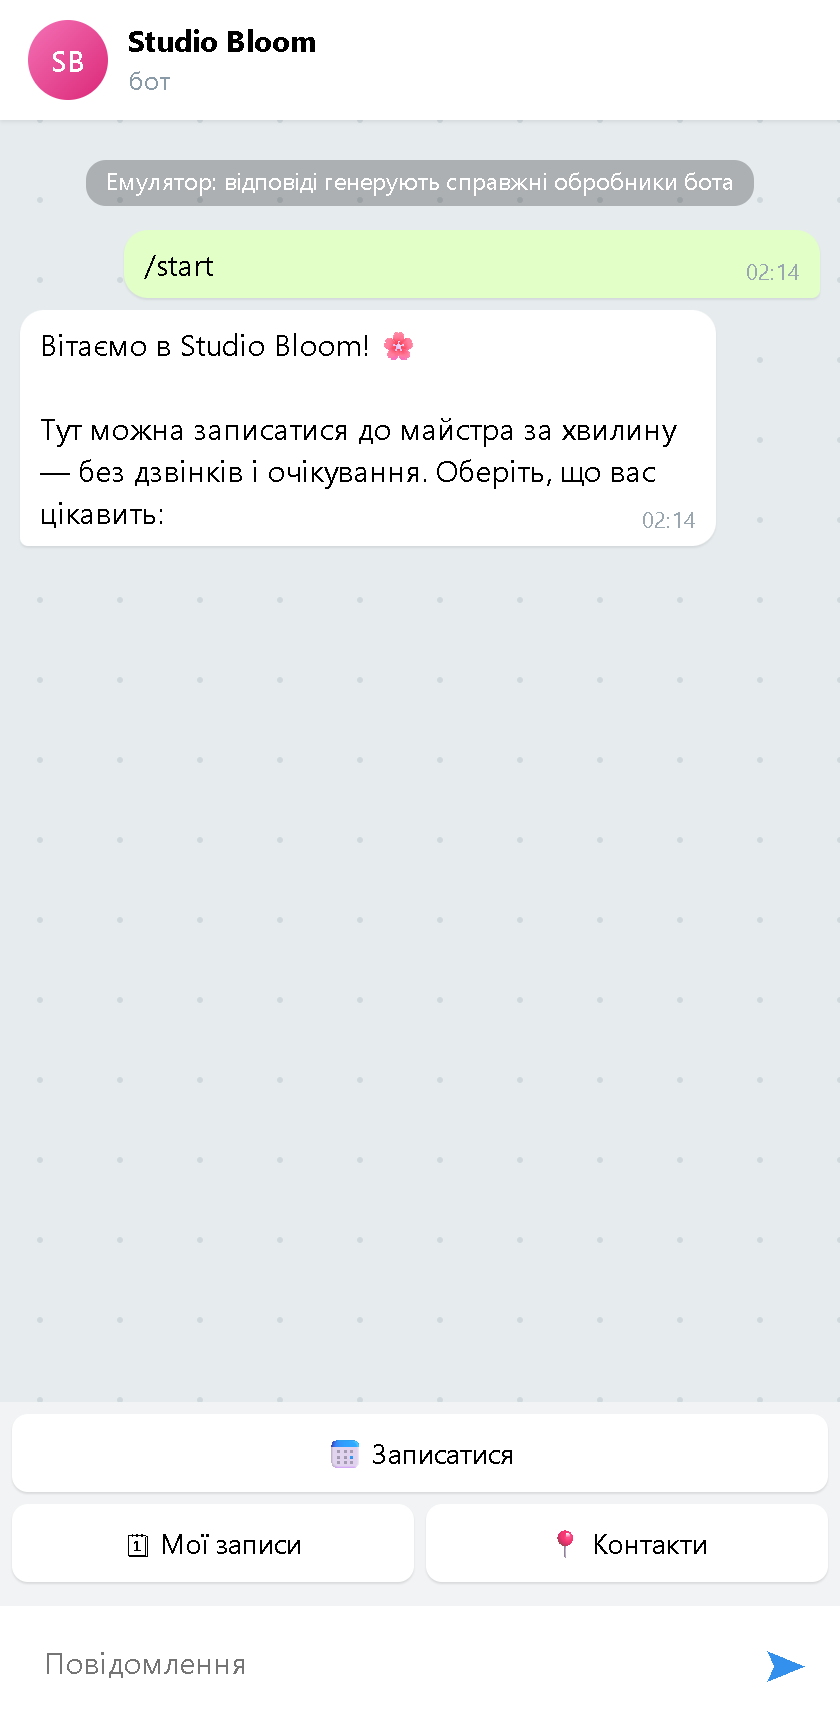 SB
Studio Bloom
бот
Емулятор: відповіді генерують справжні обробники бота
/start
02:14
Вітаємо в Studio Bloom! 🌸
Тут можна записатися до майстра за хвилину
— без дзвінків і очікування. Оберіть, що вас
цікавить:
02:14
📅 Записатися
🗓 Мої записи
📍 Контакти
Повідомлення